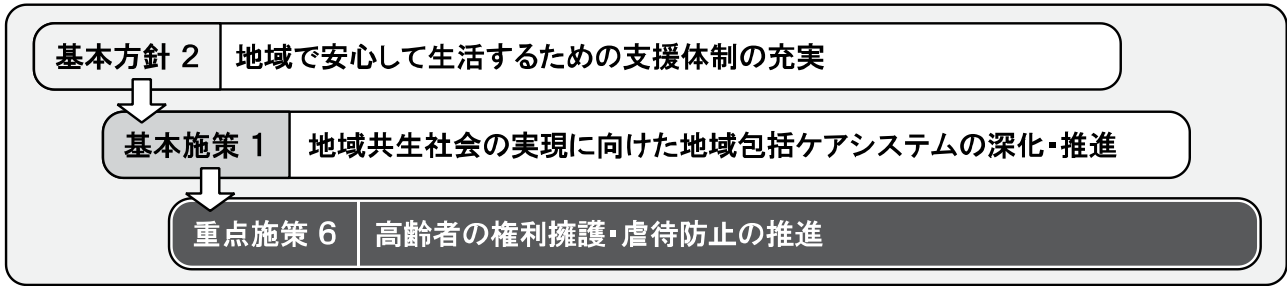 基本方針 2 地域で安心して生活するための支援体制の充実
基本施策 1 地域共生社会の実現に向けた地域包括ケアシステムの深化・推進
重点施策 6 高齢者の権利擁護・虐待防止の推進